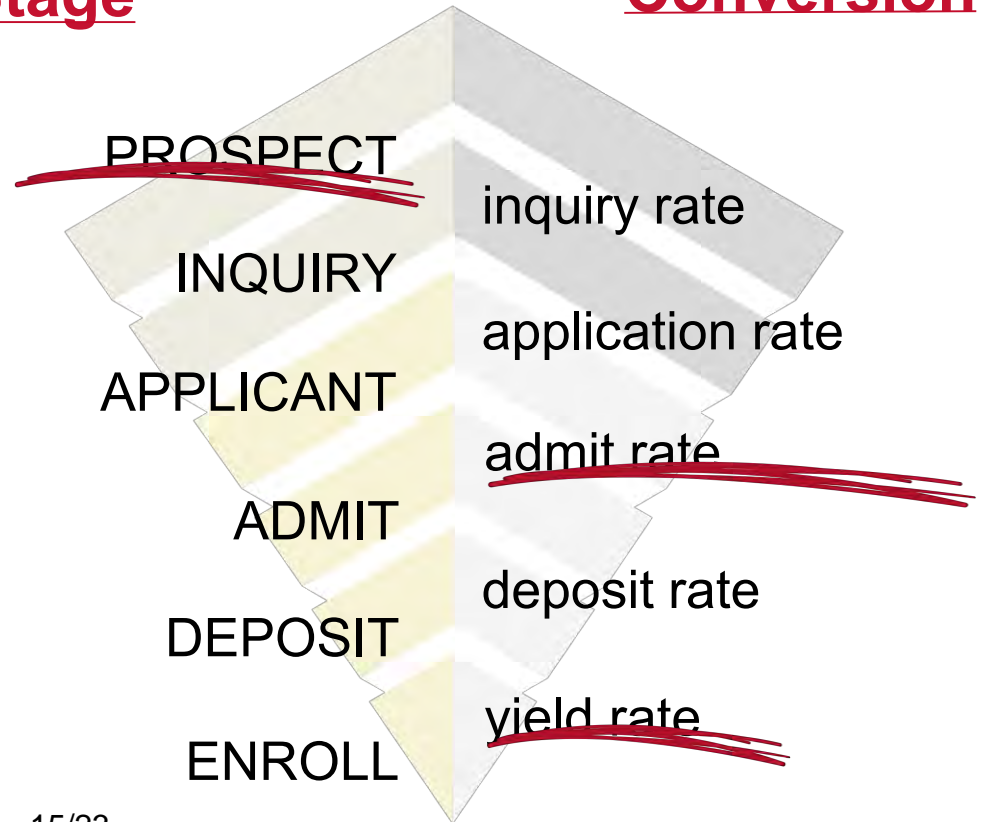 Stage Conversion
PROSPECT
inquiry rate
INQUIRY
application rate
APPLICANT
admit rate
ADMIT
deposit rate
DEPOSIT
yield rate
ENROLL